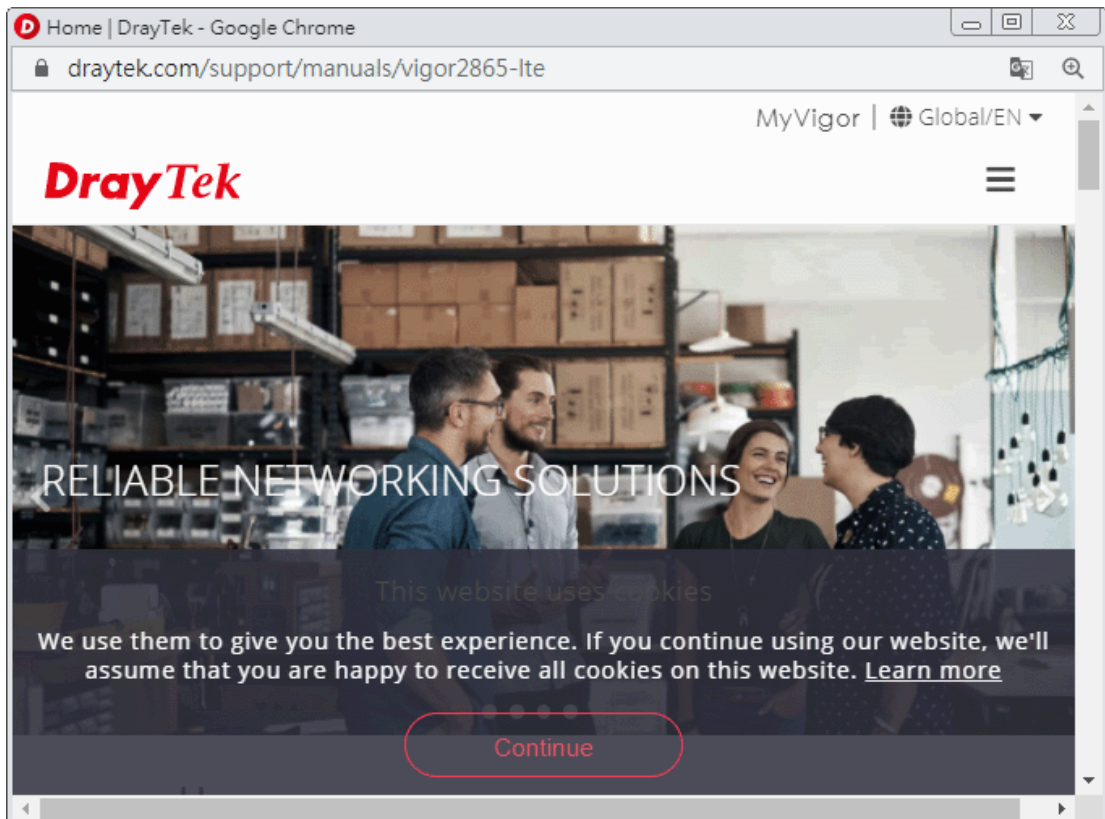 Home | DrayTek - Google Chrome
draytek.com/support/manuals/vigor2865-lte
MyVigor | Global/EN
DrayTek
RELIABLE NETWORKING SOLUTIONS
This website uses cookies
We use them to give you the best experience. If you continue using our website, we'll
assume that you are happy to receive all cookies on this website. Learn more
Continue